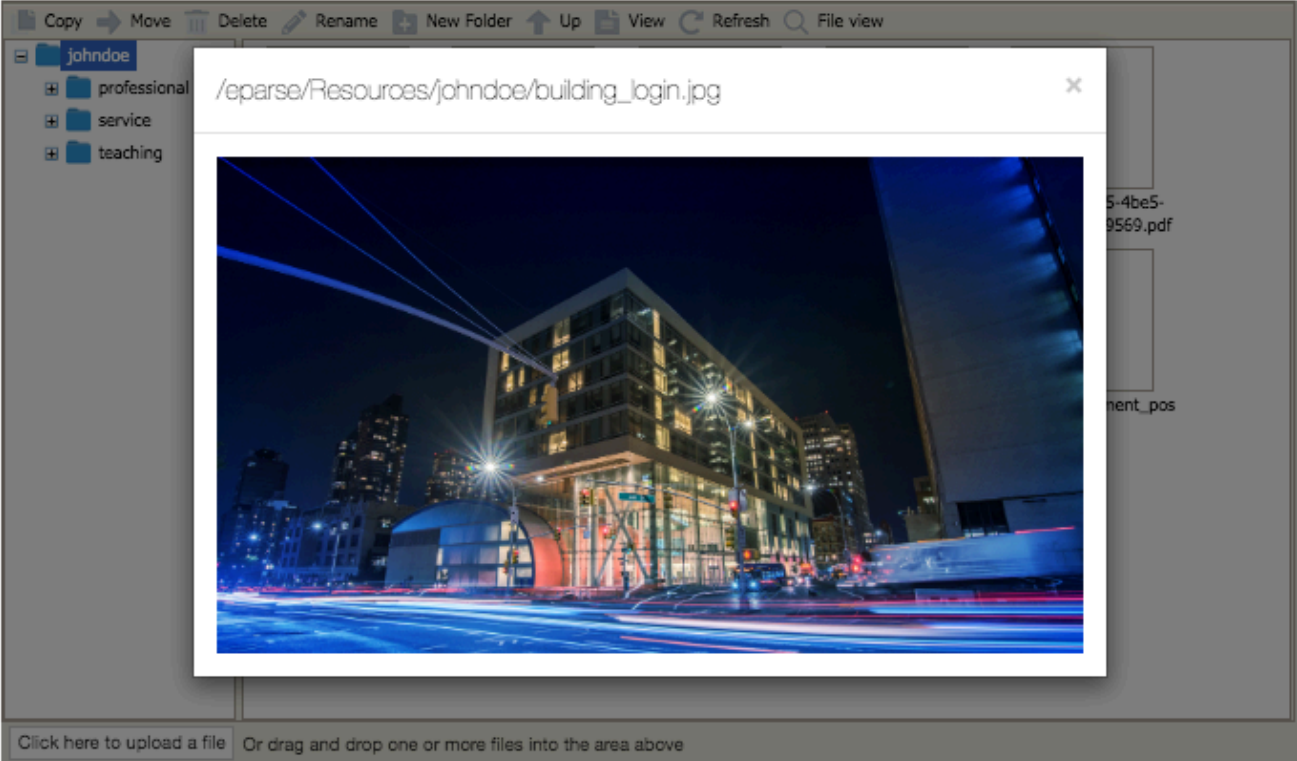 Copy Move Delete Rename New Folder Up View Refresh File view
johndoe
professional
service
teaching
/eparse/Resources/johndoe/building_login.jpg
×
5-4be5-
9569.pdf
ment_pos
Click here to upload a file Or drag and drop one or more files into the area above